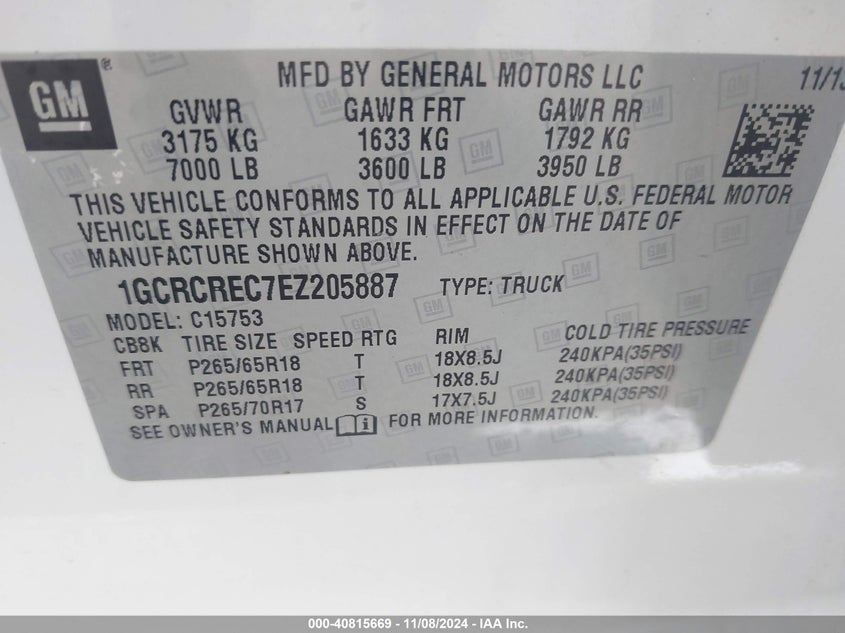 GM ®
MFD BY GENERAL MOTORS LLC 11/13
GVWR GAWR FRT GAWR RR
3175 KG 1633 KG 1792 KG
7000 LB 3600 LB 3950 LB
THIS VEHICLE CONFORMS TO ALL APPLICABLE U.S. FEDERAL MOTOR
VEHICLE SAFETY STANDARDS IN EFFECT ON THE DATE OF
MANUFACTURE SHOWN ABOVE.
1GCRCREC7EZ205887 TYPE: TRUCK
MODEL: C15753
CB8K TIRE SIZE SPEED RTG RIM COLD TIRE PRESSURE
FRT P265/65R18 T 18X8.5J 240KPA(35PSI)
RR P265/65R18 T 18X8.5J 240KPA(35PSI)
SPA P265/70R17 S 17X7.5J 240KPA(35PSI)
SEE OWNER'S MANUAL i FOR MORE INFORMATION.
000-40815669 - 11/08/2024 - IAA Inc.